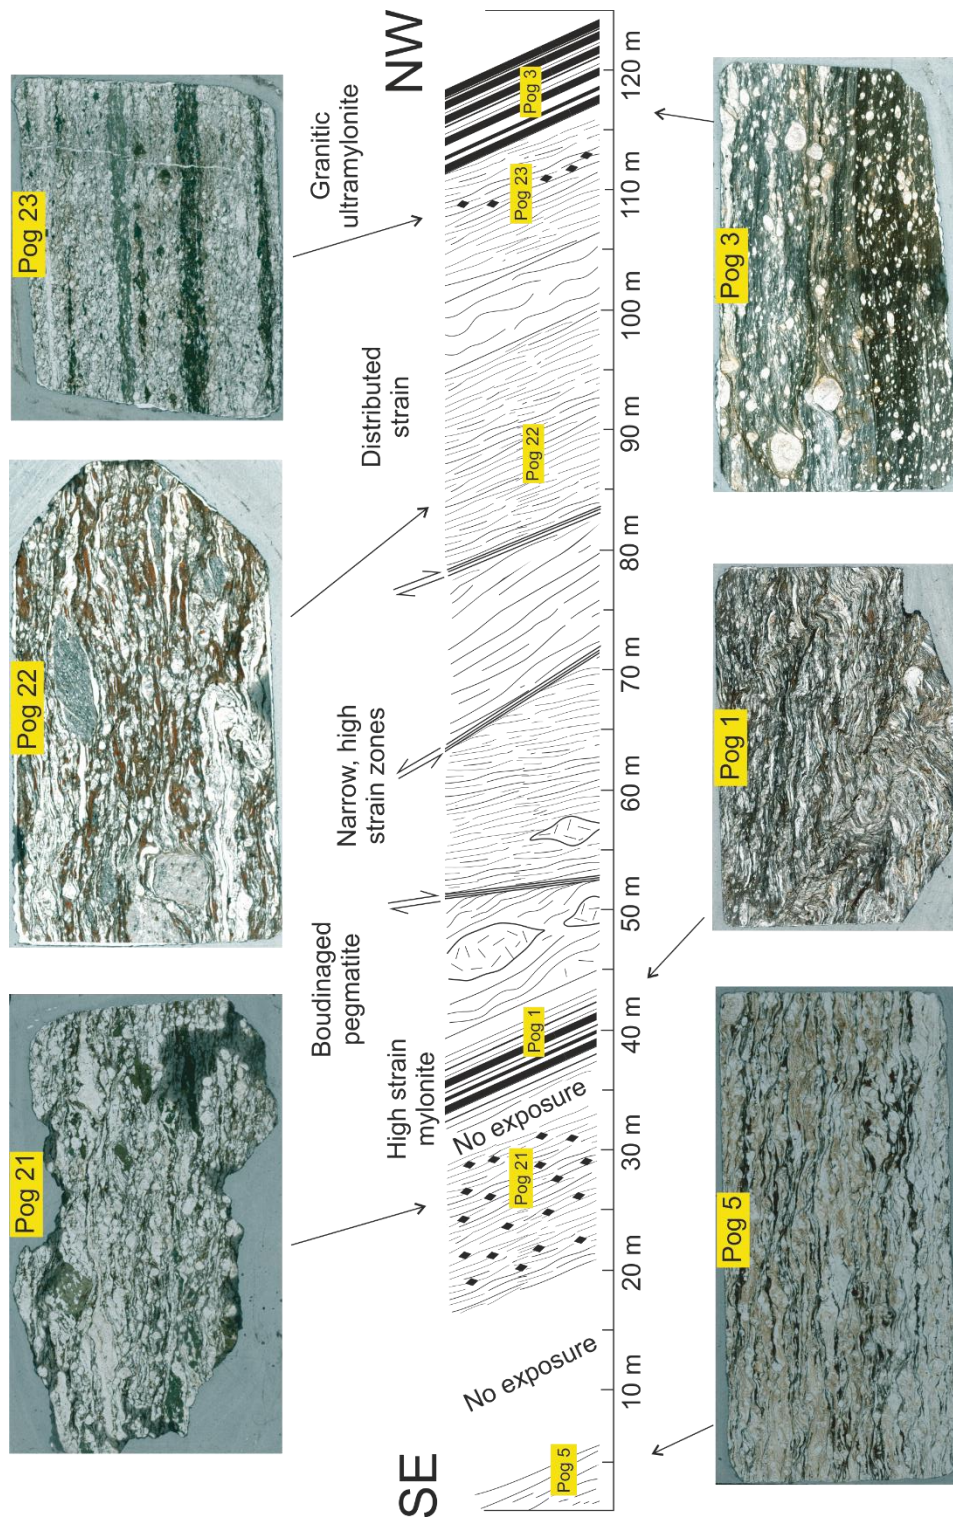 SE
NW
Pog 21
Pog 22
Pog 23
High strain
mylonite
Boudinaged
pegmatite
Narrow, high
strain zones
Distributed
strain
Granitic
ultramylonite
Pog 5
No exposure
Pog 21
No exposure
Pog 1
Pog 22
Pog 23
Pog 3
10 m
20 m
30 m
40 m
50 m
60 m
70 m
80 m
90 m
100 m
110 m
120 m
Pog 5
Pog 1
Pog 3